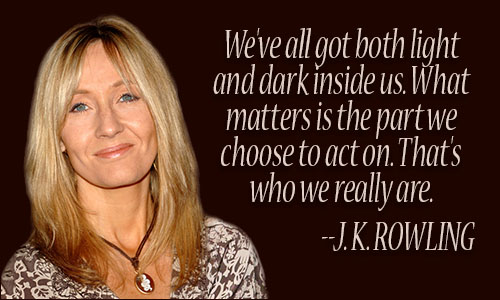 We've all got both light
and dark inside us. What
matters is the part we
choose to act on. That's
who we really are.
--J. K. ROWLING